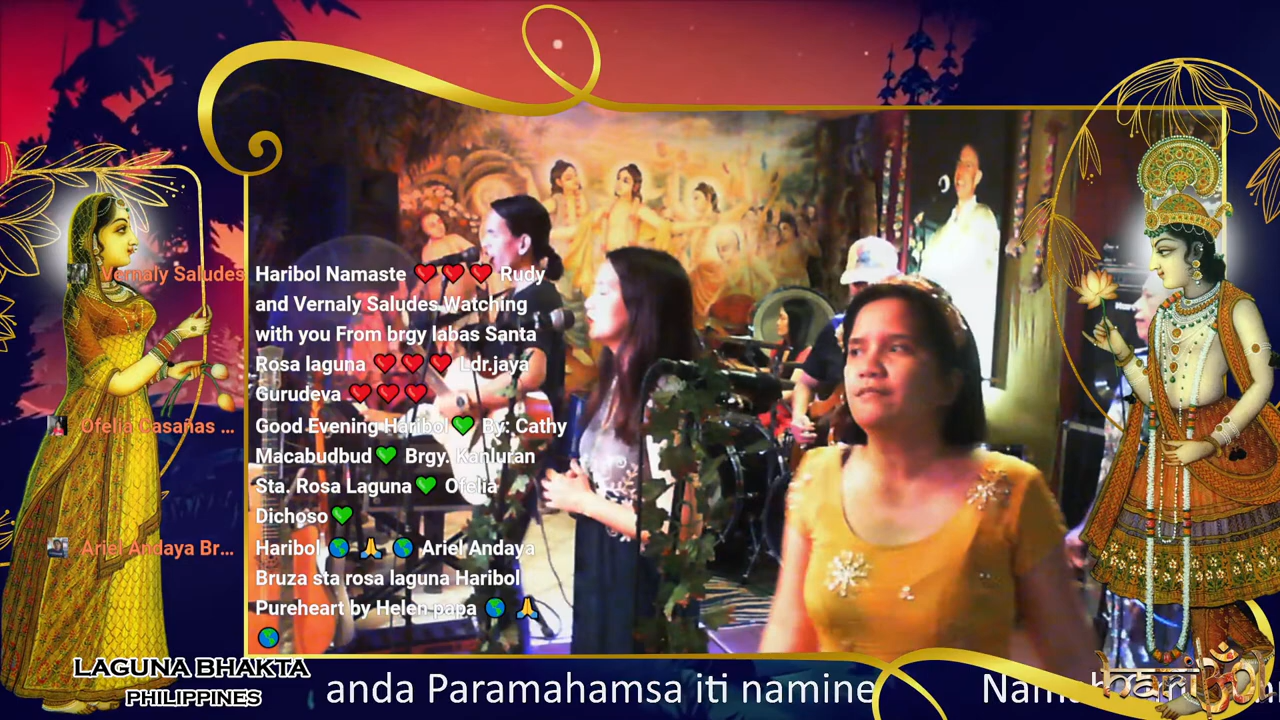 Vernaly Saludes Haribol Namaste ❤️ ❤️ ❤️ Rudy
and Vernaly Saludes Watching
with you From brgy labas Santa
Rosa laguna ❤️ ❤️ ❤️ Ldr.jaya
Gurudeva ❤️ ❤️ ❤️
Ofelia Casañas ... Good Evening Haribol 💚 By: Cathy
Macabudbud 💚 Brgy. Kanluran
Sta. Rosa Laguna 💚 Ofelia
Dichoso 💚
Ariel Andaya Br... Haribol 🌎 🙏 🌎 Ariel Andaya
Bruza sta rosa laguna Haribol
Pureheart by Helen papa 🌎 🙏
🌎
LAGUNA BHAKTA
PHILIPPINES
anda Paramahamsa iti namine